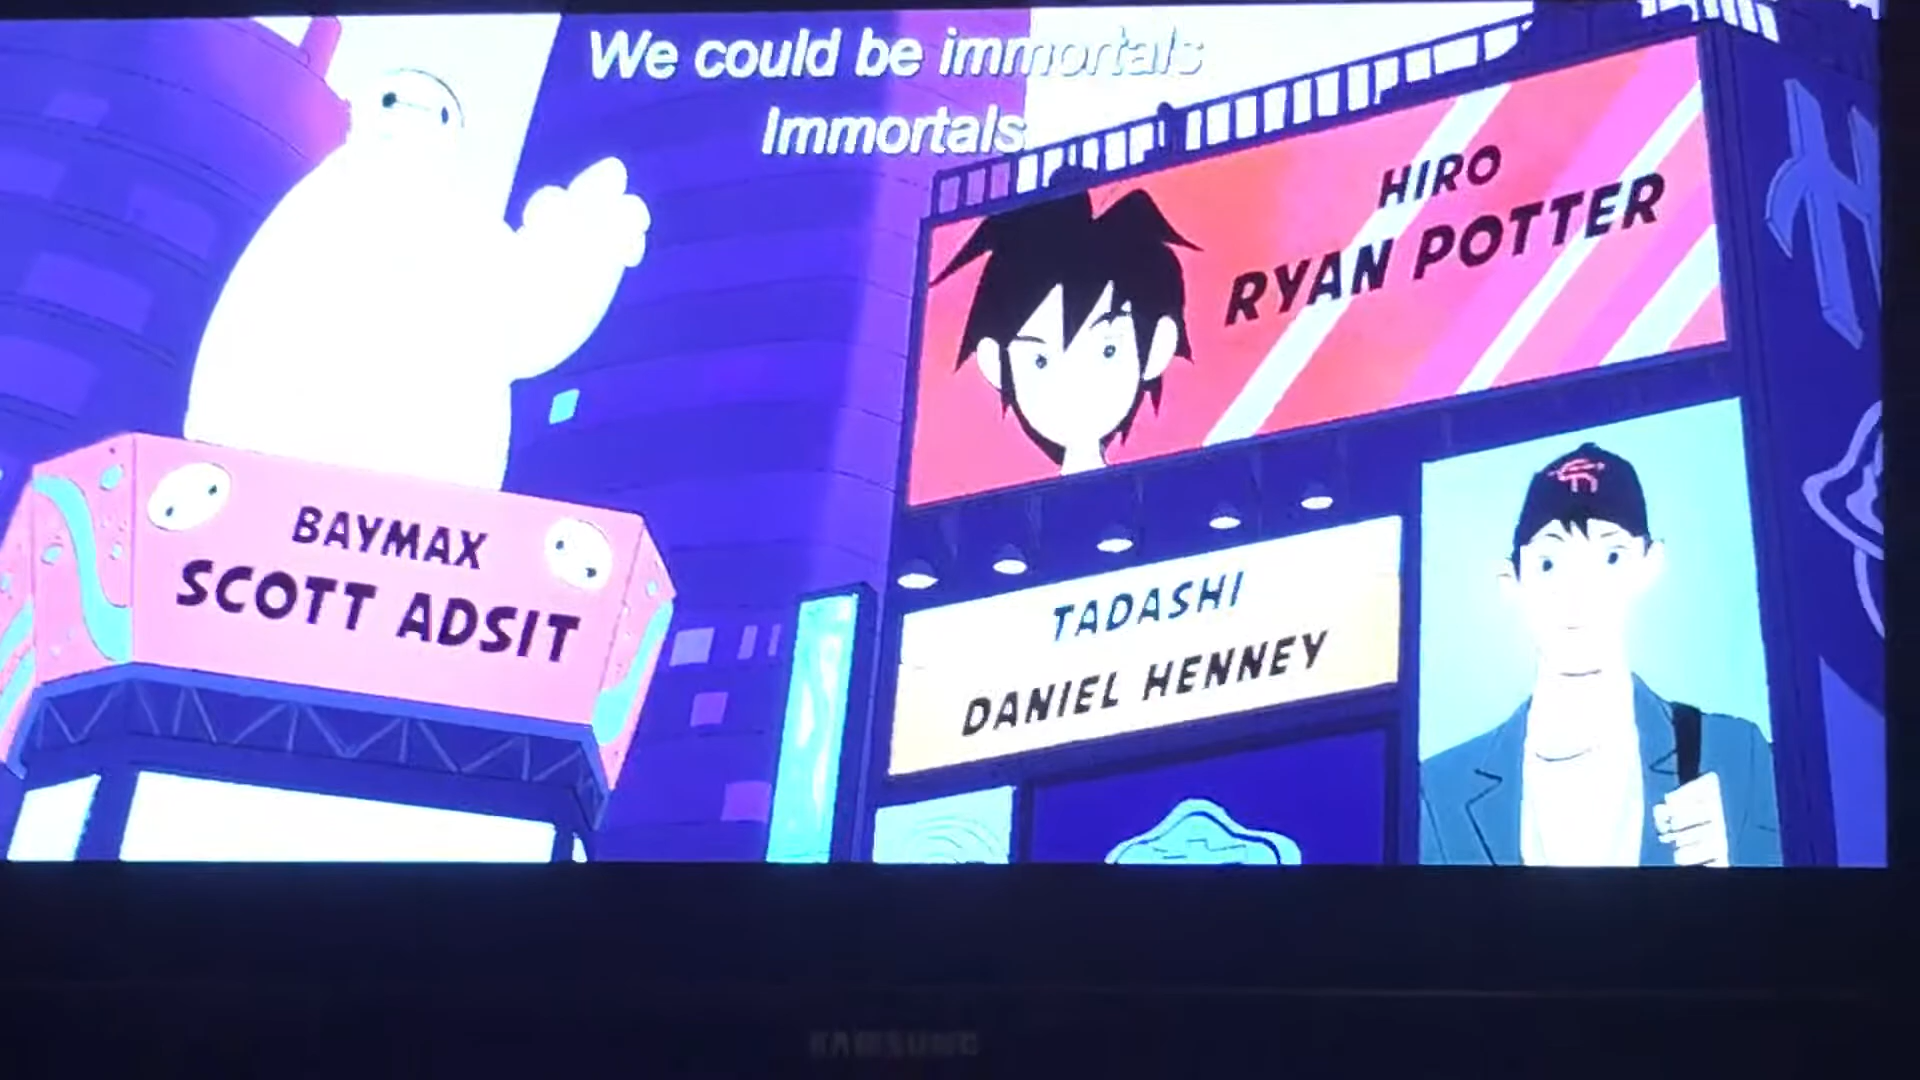 We could be immortals
Immortals
HIRO
RYAN POTTER
BAYMAX
SCOTT ADSIT
TADASHI
DANIEL HENNEY
SAMSUNG